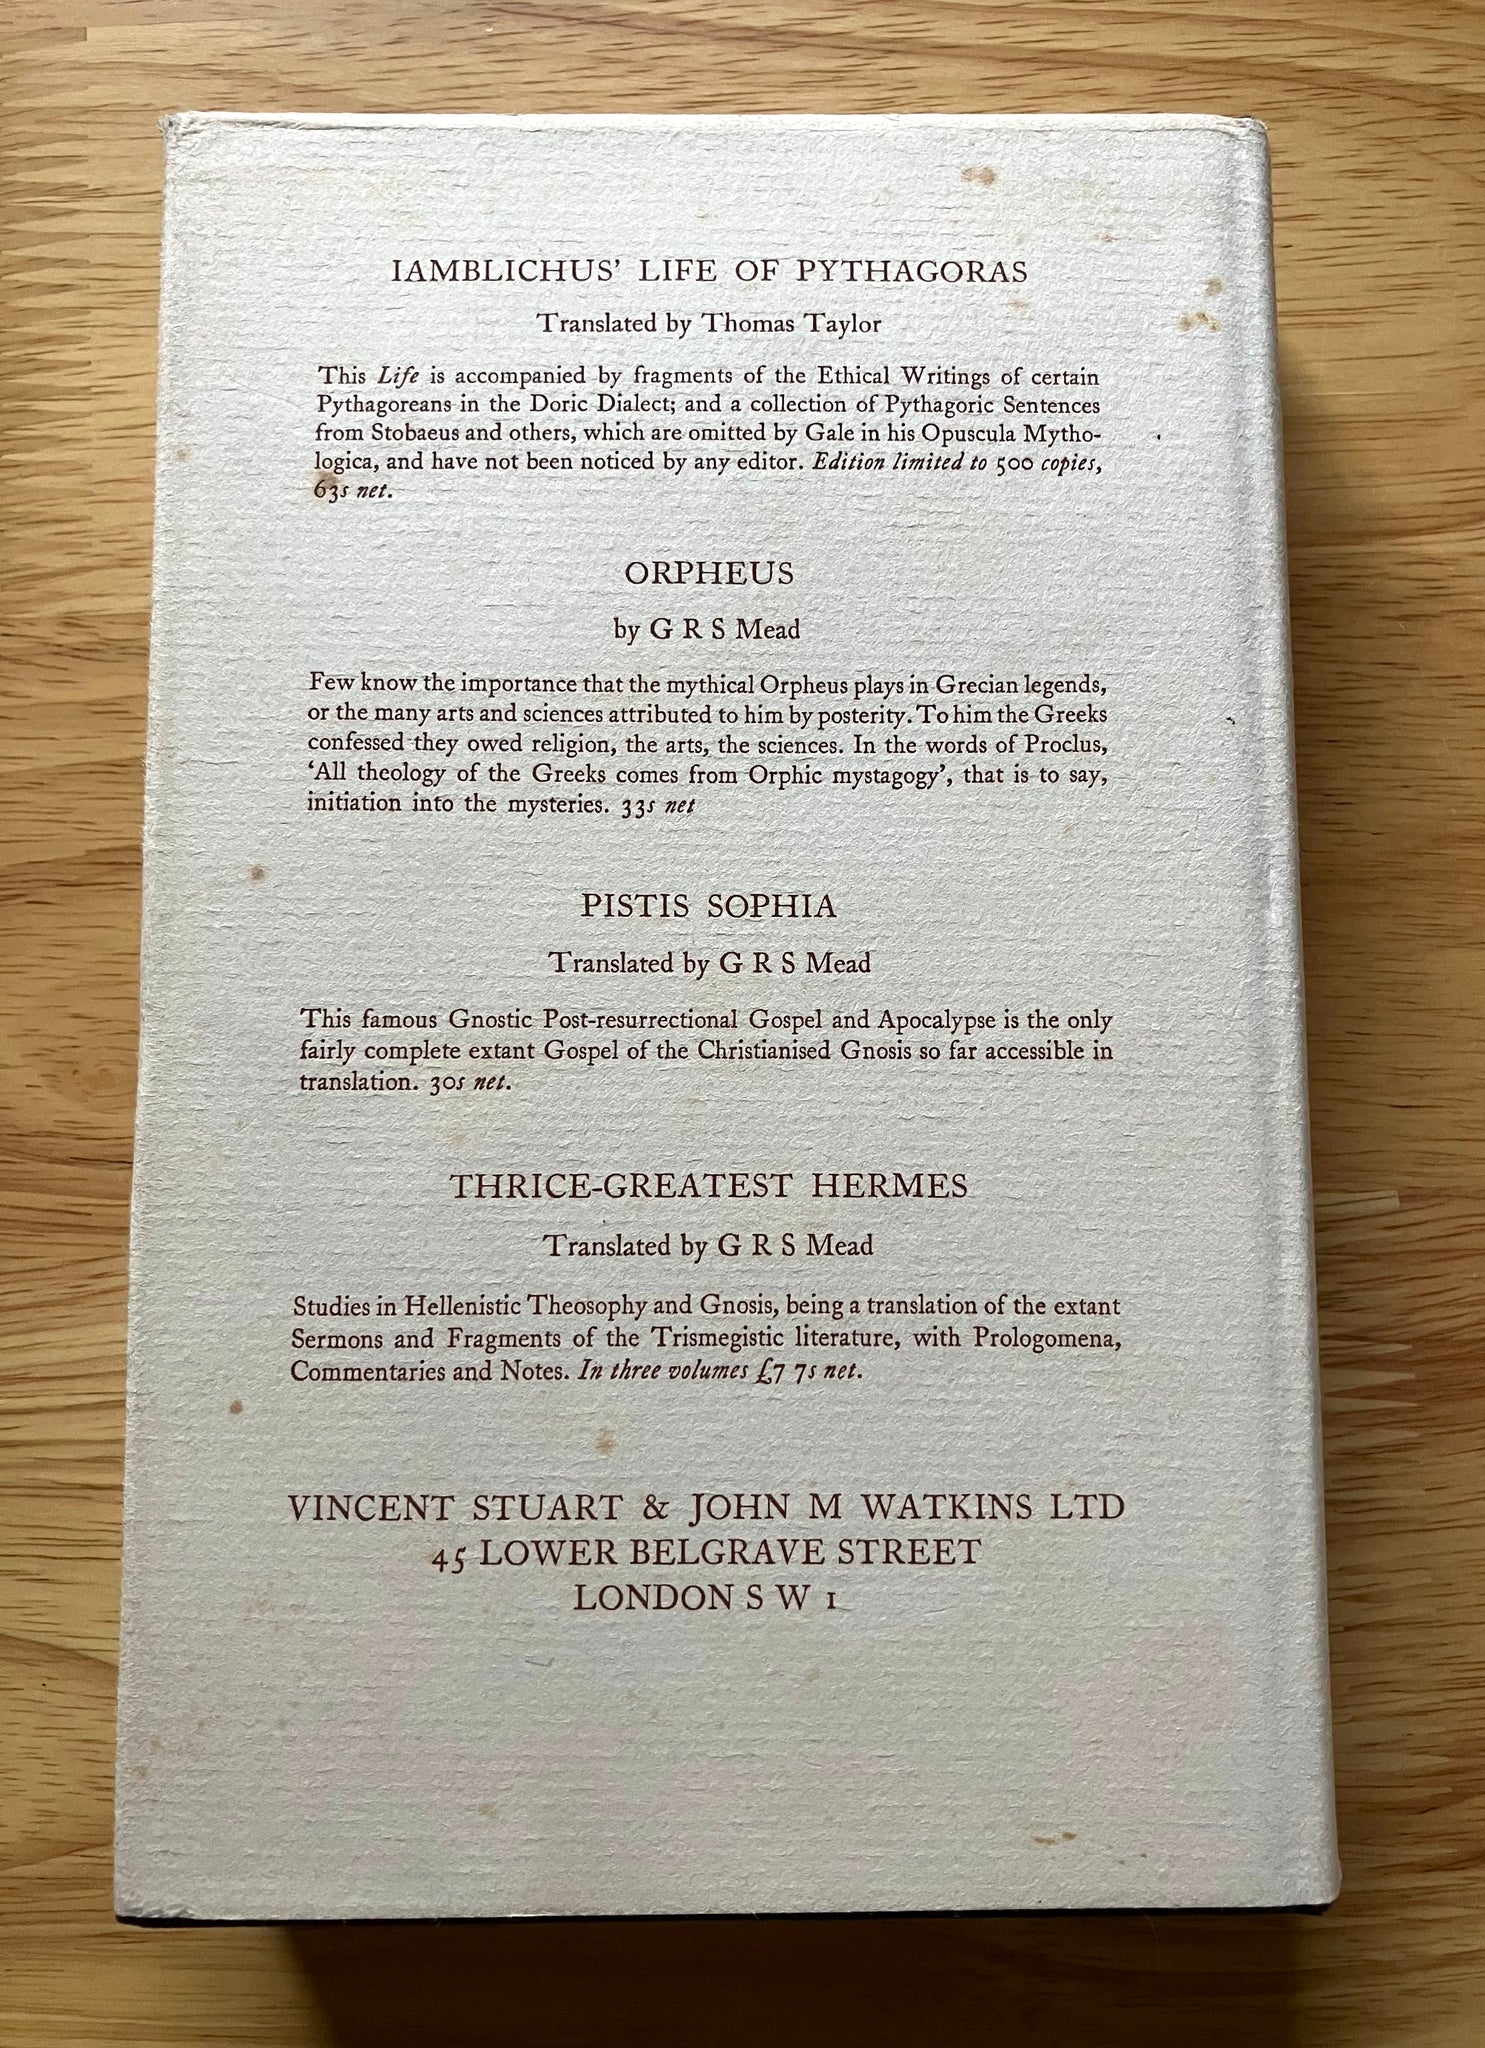 IAMBLICHUS’ LIFE OF PYTHAGORAS
Translated by Thomas Taylor
This Life is accompanied by fragments of the Ethical Writings of certain
Pythagoreans in the Doric Dialect; and a collection of Pythagoric Sentences
from Stobaeus and others, which are omitted by Gale in his Opuscula Mytho-
logica, and have not been noticed by any editor. Edition limited to 500 copies,
63s net.
ORPHEUS
by G R S Mead
Few know the importance that the mythical Orpheus plays in Grecian legends,
or the many arts and sciences attributed to him by posterity. To him the Greeks
confessed they owed religion, the arts, the sciences. In the words of Proclus,
‘All theology of the Greeks comes from Orphic mystagogy’, that is to say,
initiation into the mysteries. 33s net
PISTIS SOPHIA
Translated by G R S Mead
This famous Gnostic Post-resurrectional Gospel and Apocalypse is the only
fairly complete extant Gospel of the Christianised Gnosis so far accessible in
translation. 30s net.
THRICE-GREATEST HERMES
Translated by G R S Mead
Studies in Hellenistic Theosophy and Gnosis, being a translation of the extant
Sermons and Fragments of the Trismegistic literature, with Prologomena,
Commentaries and Notes. In three volumes £7 7s net.
VINCENT STUART & JOHN M WATKINS LTD
45 LOWER BELGRAVE STREET
LONDON S W 1